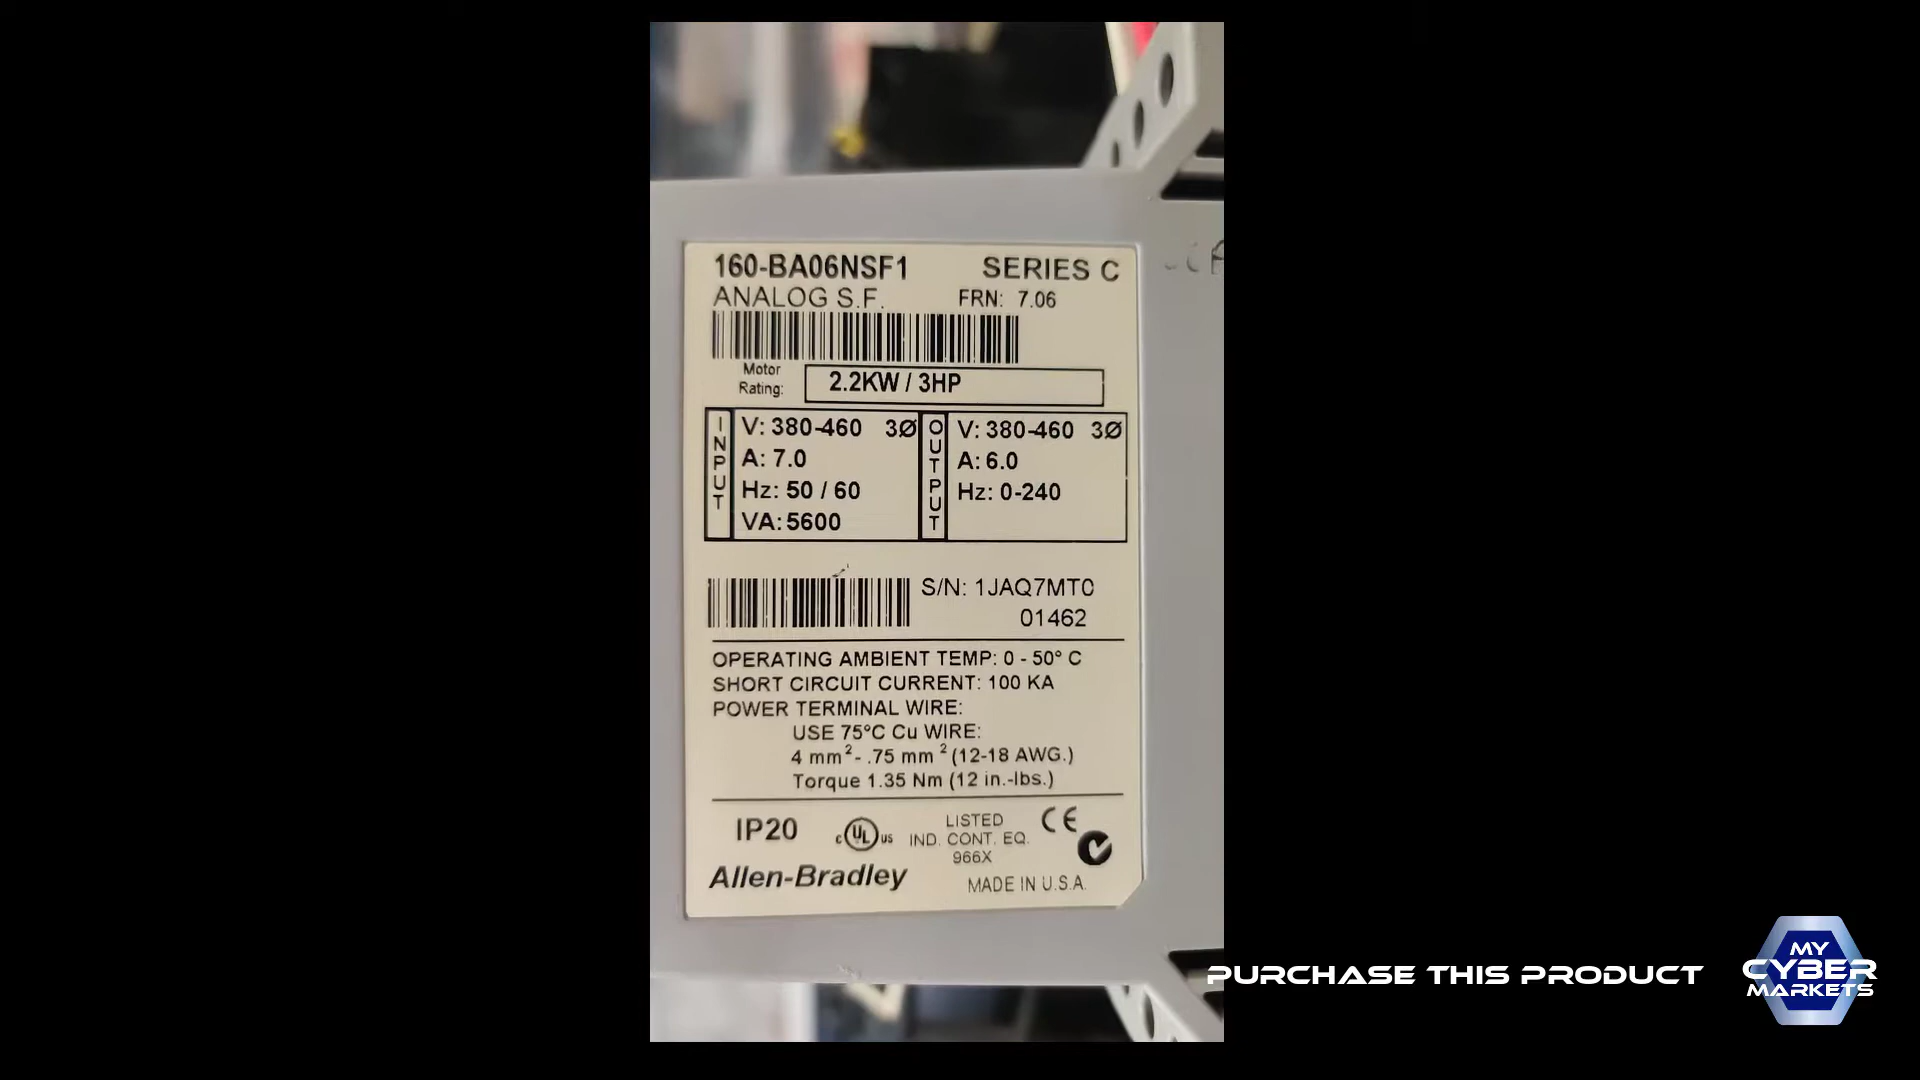 160-BA06NSF1 SERIES C
ANALOG S.F. FRN: 7.06
Motor
Rating: 2.2KW / 3HP
INPUT
V: 380-460 3Ø
A: 7.0
Hz: 50 / 60
VA: 5600
OUTPUT
V: 380-460 3Ø
A: 6.0
Hz: 0-240
S/N: 1JAQ7MT0
01462
OPERATING AMBIENT TEMP: 0 - 50° C
SHORT CIRCUIT CURRENT: 100 KA
POWER TERMINAL WIRE:
USE 75°C Cu WIRE:
4 mm² - .75 mm² (12-18 AWG.)
Torque 1.35 Nm (12 in.-lbs.)
IP20
c UL us
LISTED
IND. CONT. EQ.
966X
CE
Allen-Bradley
MADE IN U.S.A.
PURCHASE THIS PRODUCT
MY
CYBER
MARKETS